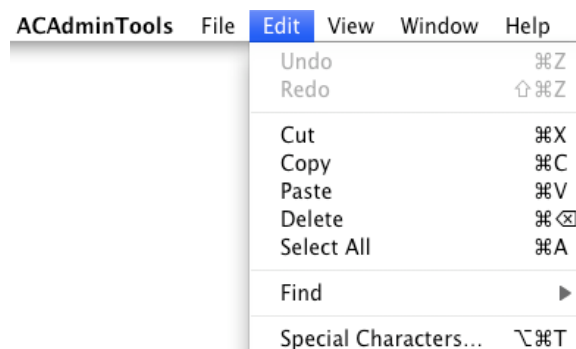 ACAdminTools File Edit View Window Help
Undo ⌘Z
Redo ⇧⌘Z
Cut ⌘X
Copy ⌘C
Paste ⌘V
Delete ⌘⌫
Select All ⌘A
Find ▶
Special Characters... ⌥⌘T